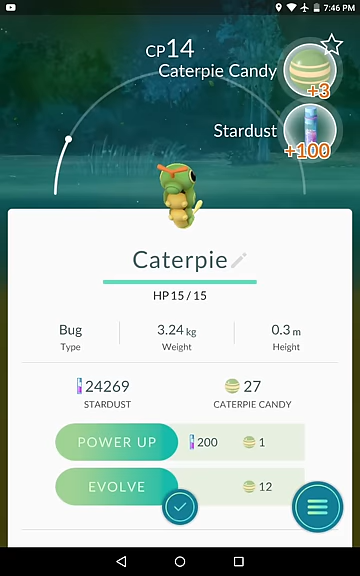 7:46 PM
CP14
Caterpie Candy
+3
Stardust
+100
Caterpie
HP 15 / 15
Bug
3.24 kg
0.3 m
Type
Weight
Height
24269
27
STARDUST
CATERPIE CANDY
POWER UP 200 1
EVOLVE 12